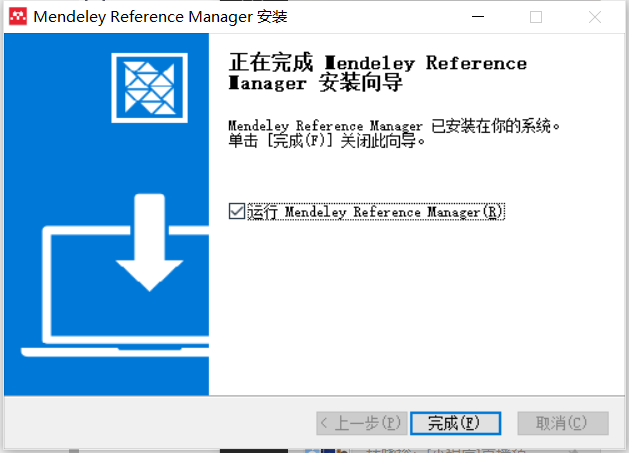 Mendeley Reference Manager 安装
正在完成 Mendeley Reference
Manager 安装向导
Mendeley Reference Manager 已安装在你的系统。
单击 [完成(F)] 关闭此向导。
运行 Mendeley Reference Manager(R)
< 上一步(P)
完成(F)
取消(C)